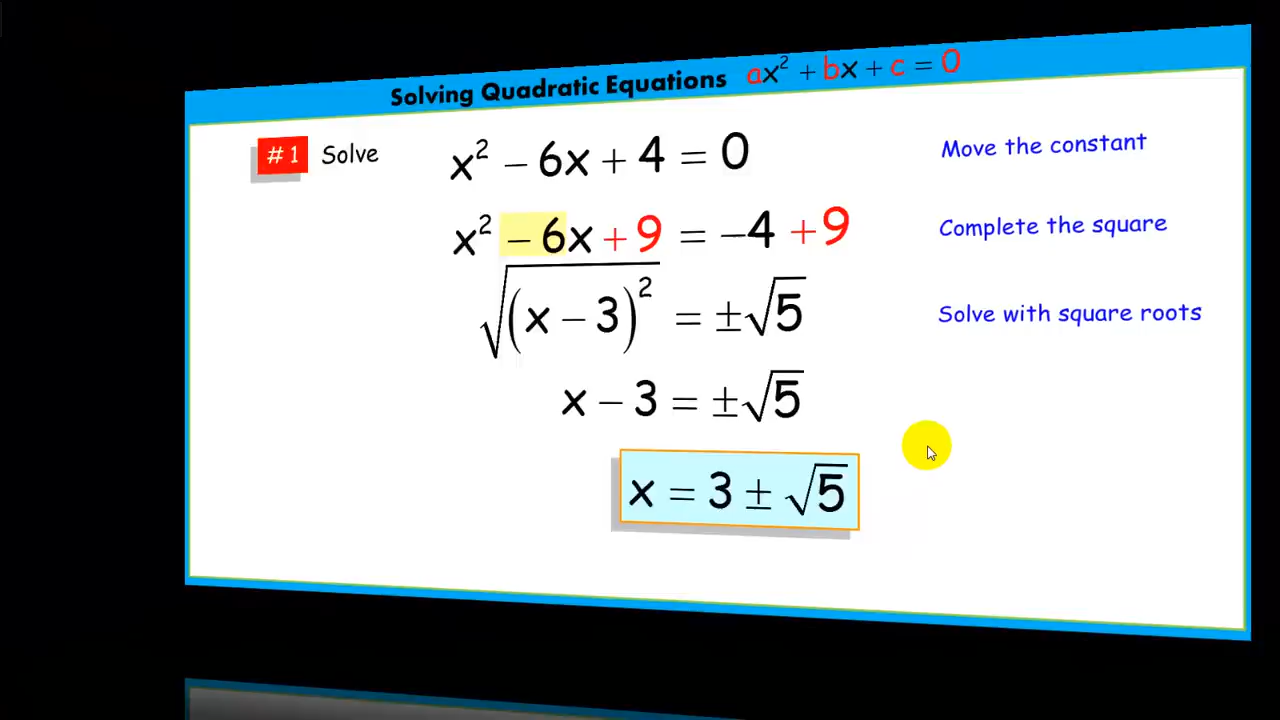 Solving Quadratic Equations ax² + bx + c = 0
# 1 Solve x² – 6x + 4 = 0 Move the constant
x² – 6x + 9 = –4 + 9 Complete the square
√(x – 3)² = ±√5 Solve with square roots
x – 3 = ±√5
x = 3 ± √5